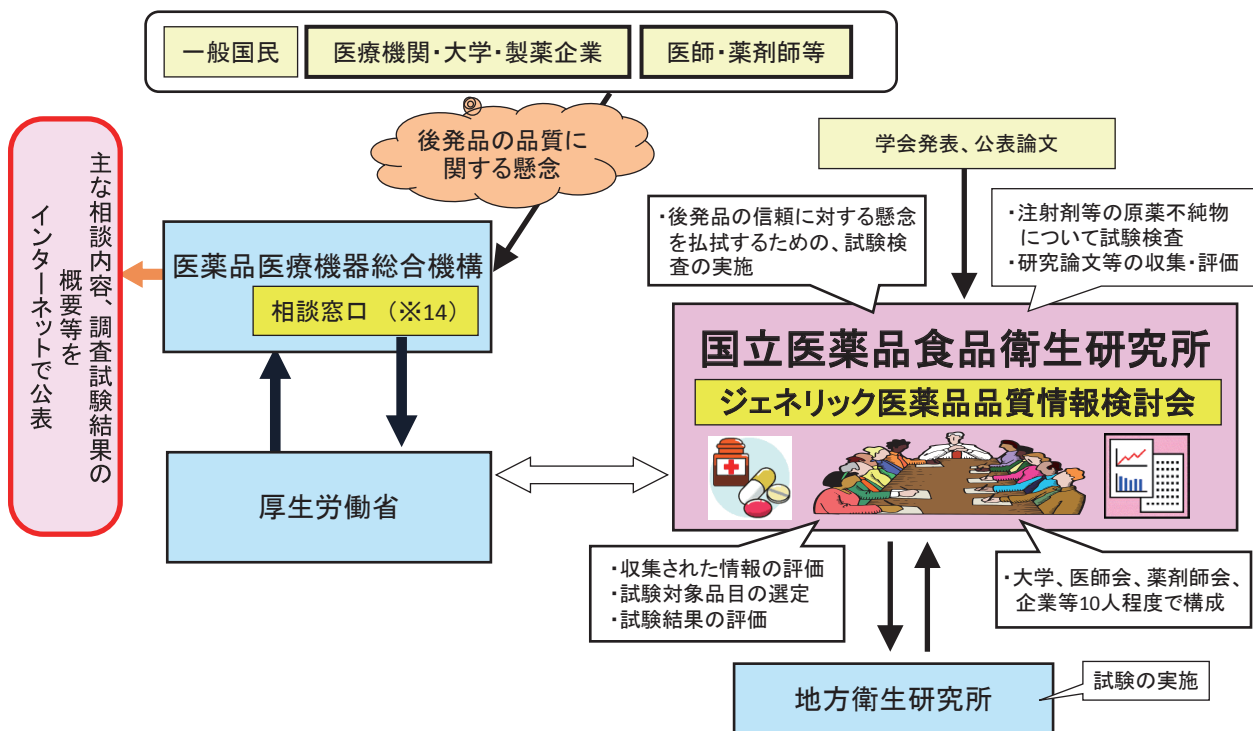 一般国民
医療機関・大学・製薬企業
医師・薬剤師等
後発品の品質に
関する懸念
学会発表、公表論文
主な相談内容、調査試験結果の
概要等を
インターネットで公表
・後発品の信頼に対する懸念
を払拭するための、試験検
査の実施
・注射剤等の原薬不純物
について試験検査
・研究論文等の収集・評価
医薬品医療機器総合機構
相談窓口 （※14）
国立医薬品食品衛生研究所
ジェネリック医薬品品質情報検討会
厚生労働省
・収集された情報の評価
・試験対象品目の選定
・試験結果の評価
・大学、医師会、薬剤師会、
企業等10人程度で構成
地方衛生研究所
試験の実施